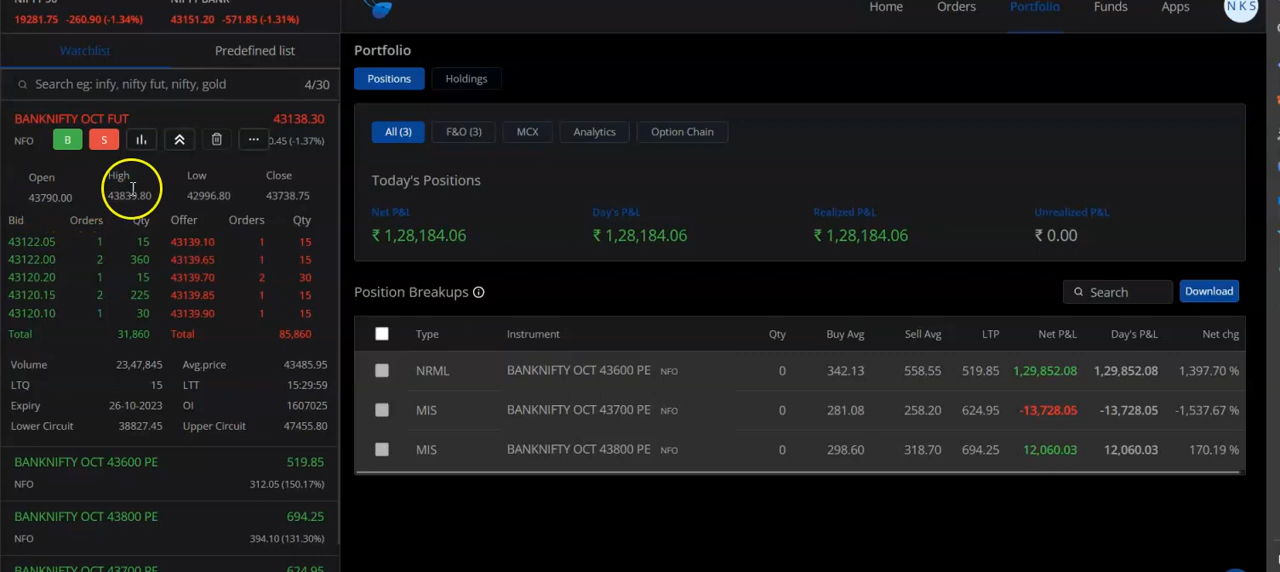 NIFTY 50 NIFTY BANK
19281.75 -260.90 (-1.34%) 43151.20 -571.85 (-1.31%)
Home Orders Portfolio Funds Apps N K S
Watchlist Predefined list
Search eg: infy, nifty fut, nifty, gold 4/30
BANKNIFTY OCT FUT 43138.30
NFO B S ... 0.45 (-1.37%)
Open High Low Close
43790.00 43839.80 42996.80 43738.75
Bid Orders Qty Offer Orders Qty
43122.05 1 15 43139.10 1 15
43122.00 2 360 43139.65 1 15
43120.20 1 15 43139.70 2 30
43120.15 2 225 43139.85 1 15
43120.10 1 30 43139.90 1 15
Total 31,860 Total 85,860
Volume 23,47,845 Avg.price 43485.95
LTQ 15 LTT 15:29:59
Expiry 26-10-2023 OI 1607025
Lower Circuit 38827.45 Upper Circuit 47455.80
BANKNIFTY OCT 43600 PE 519.85
NFO 312.05 (150.17%)
BANKNIFTY OCT 43800 PE 694.25
NFO 394.10 (131.30%)
BANKNIFTY OCT 43700 PE 624.95
Portfolio
Positions Holdings
All (3) F&O (3) MCX Analytics Option Chain
Today's Positions
Net P&L Day's P&L Realized P&L Unrealized P&L
₹ 1,28,184.06 ₹ 1,28,184.06 ₹ 1,28,184.06 ₹ 0.00
Position Breakups Search Download
Type Instrument Qty Buy Avg Sell Avg LTP Net P&L Day's P&L Net chg
NRML BANKNIFTY OCT 43600 PE NFO 0 342.13 558.55 519.85 1,29,852.08 1,29,852.08 1,397.70 %
MIS BANKNIFTY OCT 43700 PE NFO 0 281.08 258.20 624.95 -13,728.05 -13,728.05 -1,537.67 %
MIS BANKNIFTY OCT 43800 PE NFO 0 298.60 318.70 694.25 12,060.03 12,060.03 170.19 %